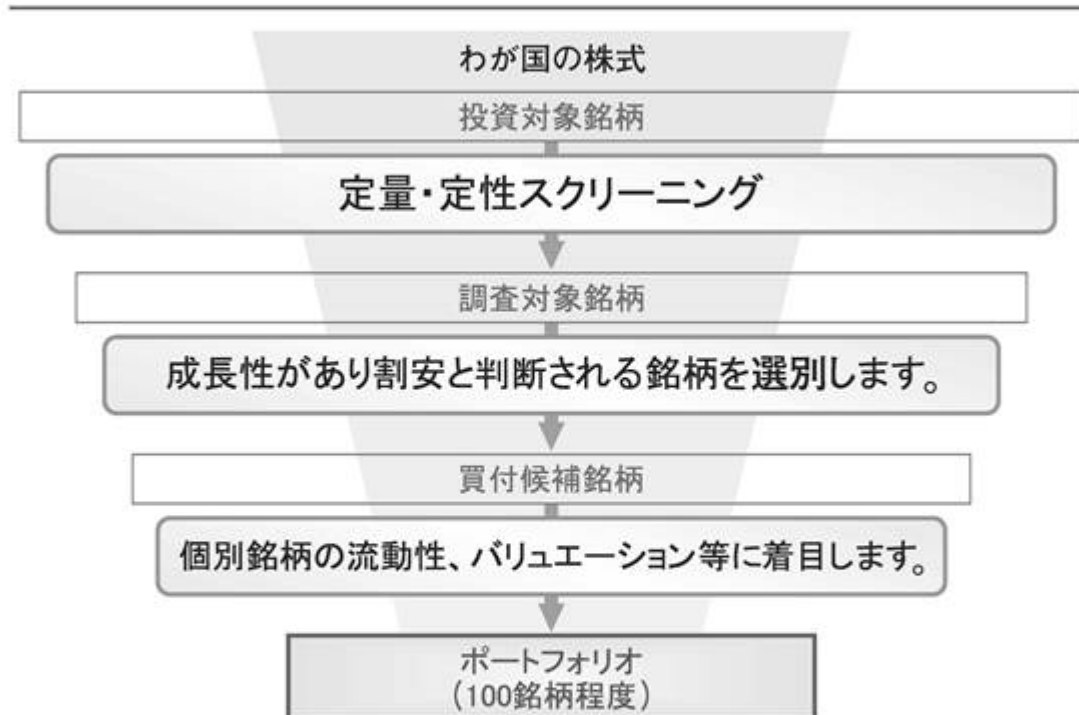 わが国の株式
投資対象銘柄
定量・定性スクリーニング
調査対象銘柄
成長性があり割安と判断される銘柄を選別します。
買付候補銘柄
個別銘柄の流動性、バリュエーション等に着目します。
ポートフォリオ
(100銘柄程度)